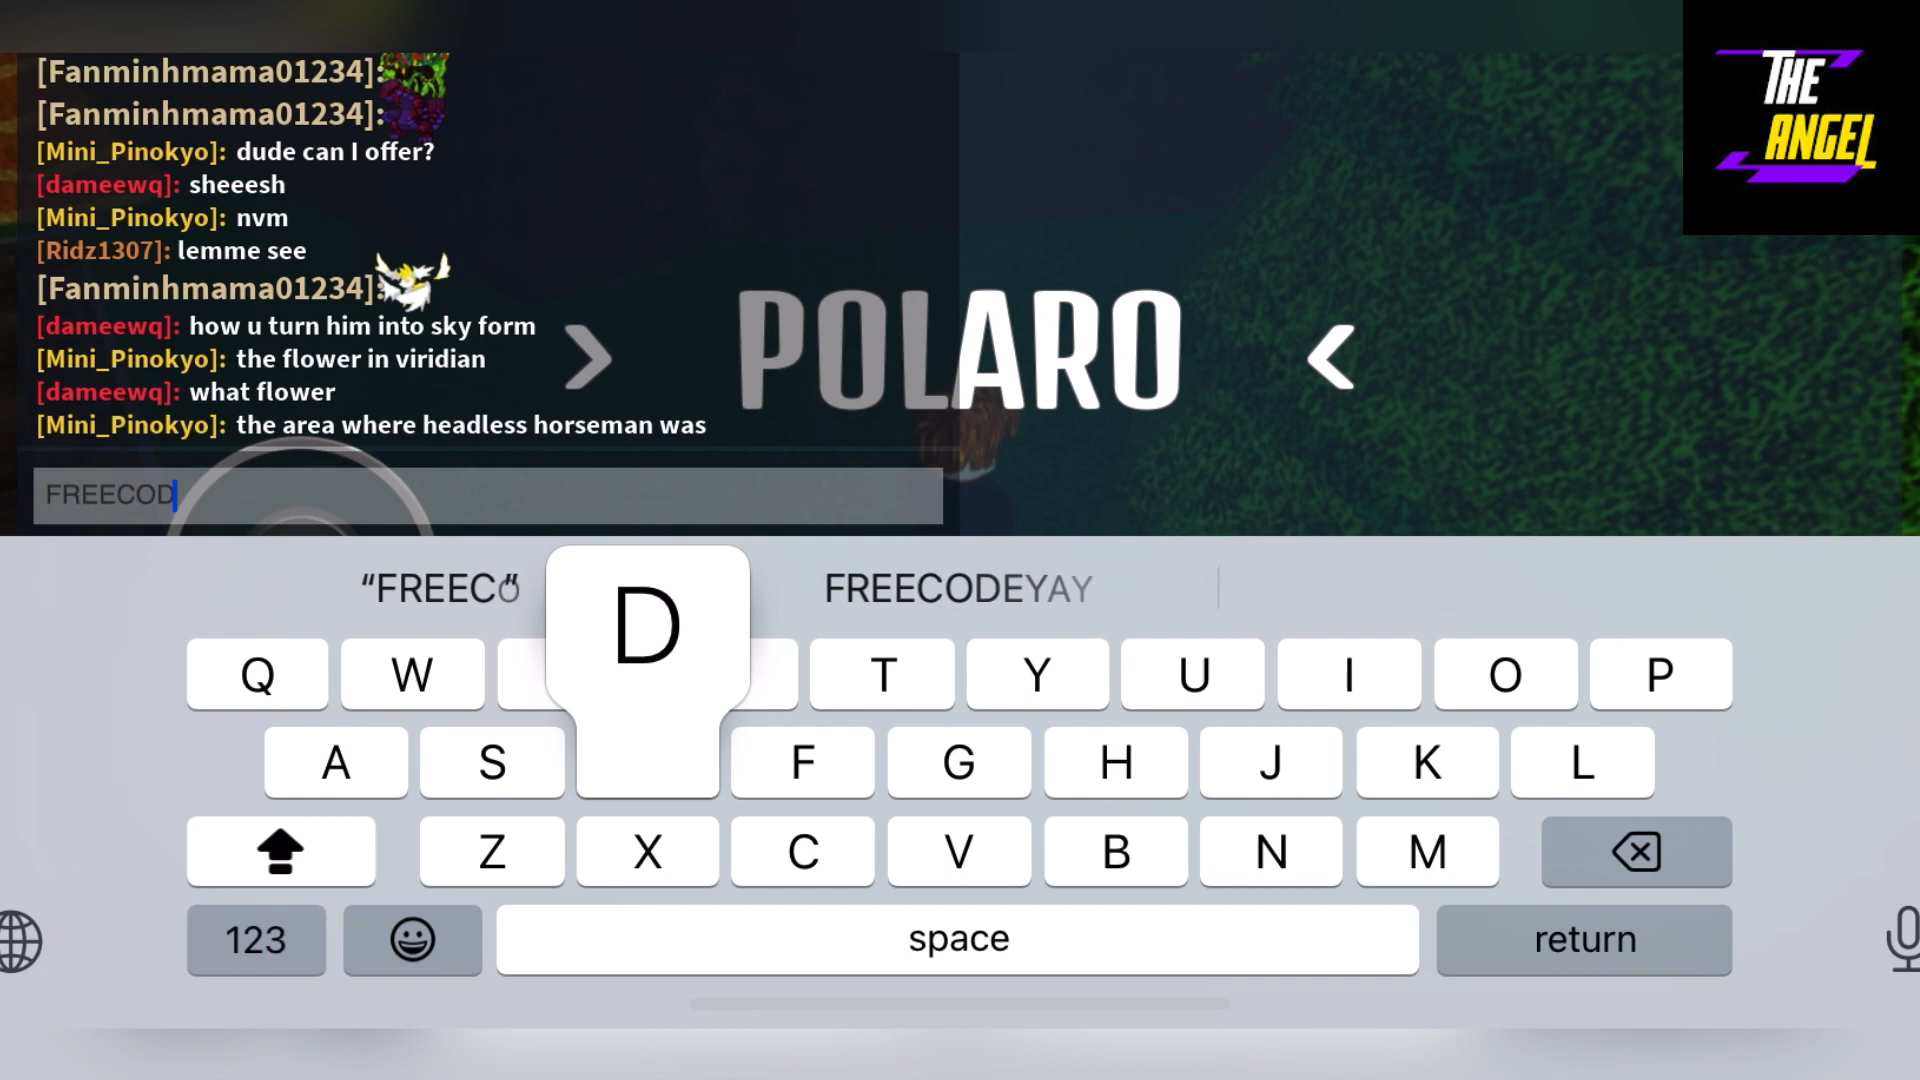 [Fanminhmama01234]:
[Fanminhmama01234]:
[Mini_Pinokyo]: dude can I offer?
[dameewq]: sheeesh
[Mini_Pinokyo]: nvm
[Ridz1307]: lemme see
[Fanminhmama01234]:
[dameewq]: how u turn him into sky form
[Mini_Pinokyo]: the flower in viridian
[dameewq]: what flower
[Mini_Pinokyo]: the area where headless horseman was
THE
ANGEL
> POLARO <
FREECOD
“FREECO” FREECODEYAY
D
Q W T Y U I O P
A S F G H J K L
Z X C V B N M
123 space return